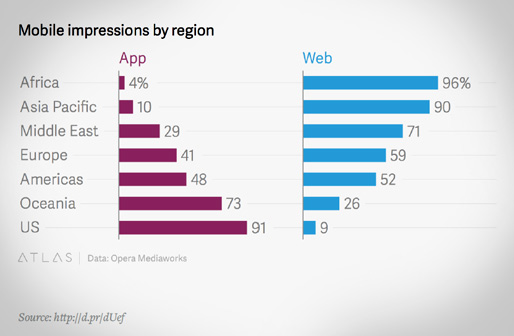 Mobile impressions by region
App Web
Africa 4% 96%
Asia Pacific 10 90
Middle East 29 71
Europe 41 59
Americas 48 52
Oceania 73 26
US 91 9
ATLAS | Data: Opera Mediaworks
Source: http://d.pr/dUef